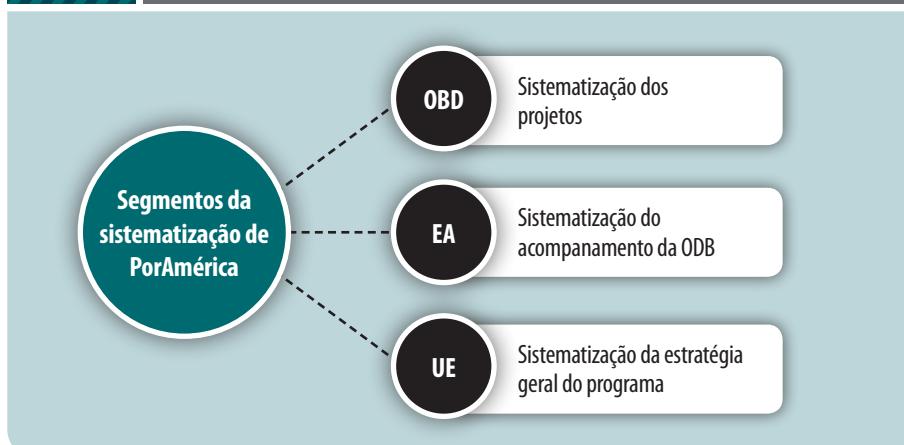 Segmentos da
sistematização de
PorAmérica
OBD
Sistematização dos
projetos
EA
Sistematização do
acompanamento da ODB
UE
Sistematização da estratégia
geral do programa